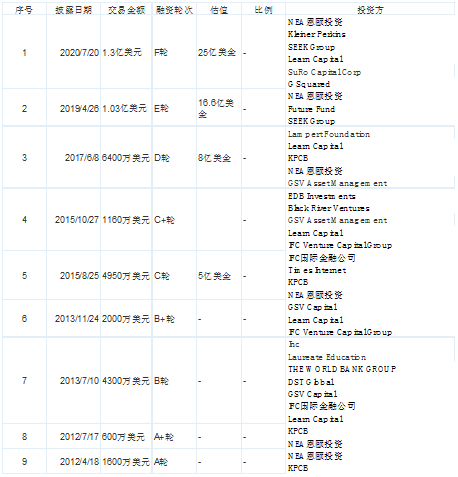 序号 披露日期 交易金额 融资轮次 估值 比例 投资方
1 2020/7/20 1.3亿美元 F轮 25亿美金 -
NEA恩颐投资
Kleiner Perkins
SEEK Group
Learn Capital
SuRo Capital Corp
G Squared
2 2019/4/26 1.03亿美元 E轮 16.6亿美金 -
NEA恩颐投资
Future Fund
SEEK Group
3 2017/6/8 6400万美元 D轮 8亿美金 -
Lampert Foundation
Learn Capital
KPCB
NEA恩颐投资
GSV Asset Management
4 2015/10/27 1160万美元 C+轮 -
EDB Investments
Black River Ventures
GSV Asset Management
Learn Capital
IFC Venture Capital Group
5 2015/8/25 4950万美元 C轮 5亿美金 -
IFC国际金融公司
Times Internet
KPCB
NEA恩颐投资
6 2013/11/24 2000万美元 B+轮 - -
GSV Capital
Learn Capital
IFC Venture Capital Group
7 2013/7/10 4300万美元 B轮 - -
Inc
Laureate Education
THE WORLD BANK GROUP
DST Global
GSV Capital
IFC国际金融公司
Learn Capital
8 2012/7/17 600万美元 A+轮 - -
KPCB
NEA恩颐投资
9 2012/4/18 1600万美元 A轮 - -
NEA恩颐投资
KPCB